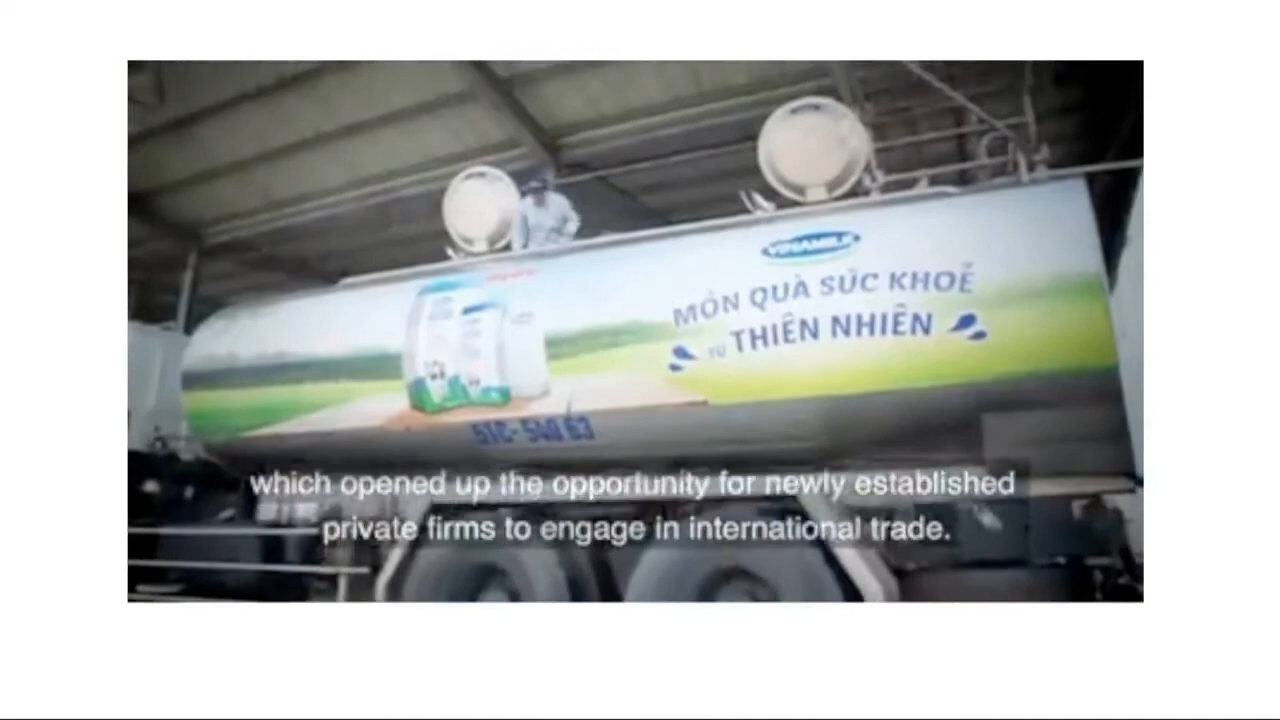 VINAMILK
MÓN QUÀ SỨC KHOẺ
TỪ THIÊN NHIÊN
51C-540 63
which opened up the opportunity for newly established
private firms to engage in international trade.